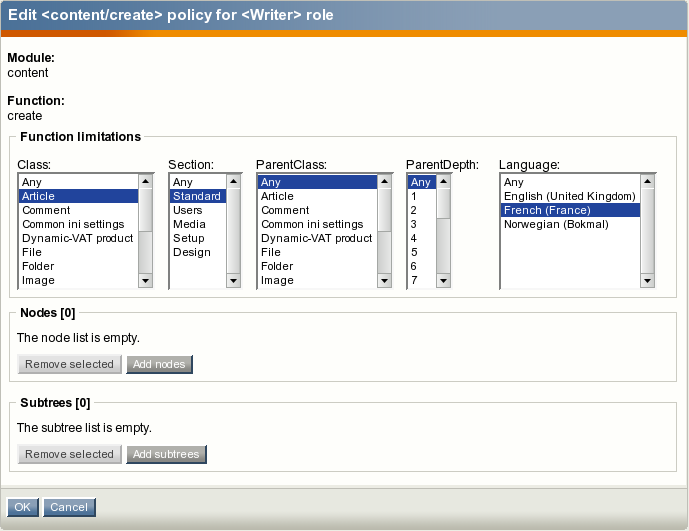 Edit <content/create> policy for <Writer> role
Module:
content
Function:
create
Function limitations
Class: Section: ParentClass: ParentDepth: Language:
Any Any Any Any Any
Article Standard Article 1 English (United Kingdom)
Comment Users Comment 2 French (France)
Common ini settings Media Common ini settings 3 Norwegian (Bokmal)
Dynamic-VAT product Setup Dynamic-VAT product 4
File Design File 5
Folder Folder 6
Image Image 7
Nodes [0]
The node list is empty.
Remove selected Add nodes
Subtrees [0]
The subtree list is empty.
Remove selected Add subtrees
OK Cancel